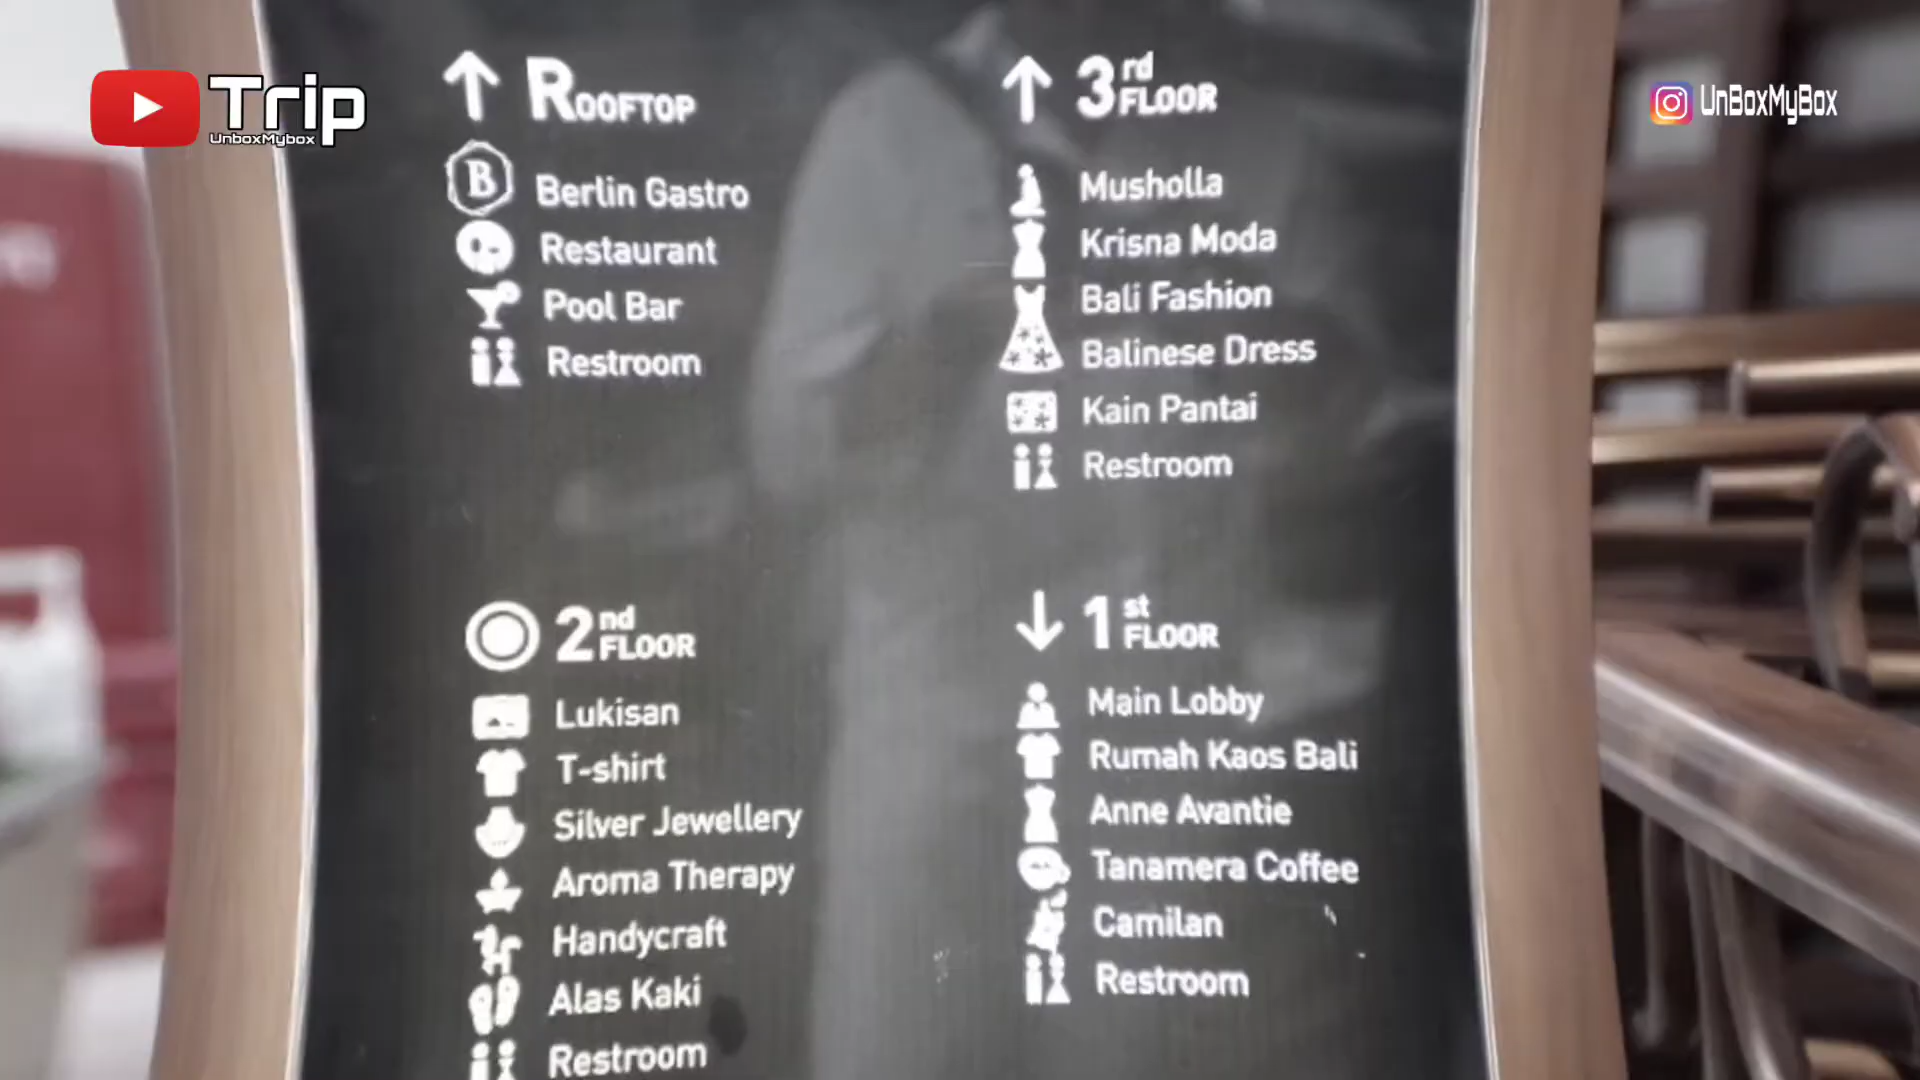 Trip
UnboxMybox
UnBoxMyBox
ROOFTOP
B
Berlin Gastro
Restaurant
Pool Bar
Restroom
3rd FLOOR
Musholla
Krisna Moda
Bali Fashion
Balinese Dress
Kain Pantai
Restroom
2nd FLOOR
Lukisan
T-shirt
Silver Jewellery
Aroma Therapy
Handycraft
Alas Kaki
Restroom
1st FLOOR
Main Lobby
Rumah Kaos Bali
Anne Avantie
Tanamera Coffee
Camilan
Restroom